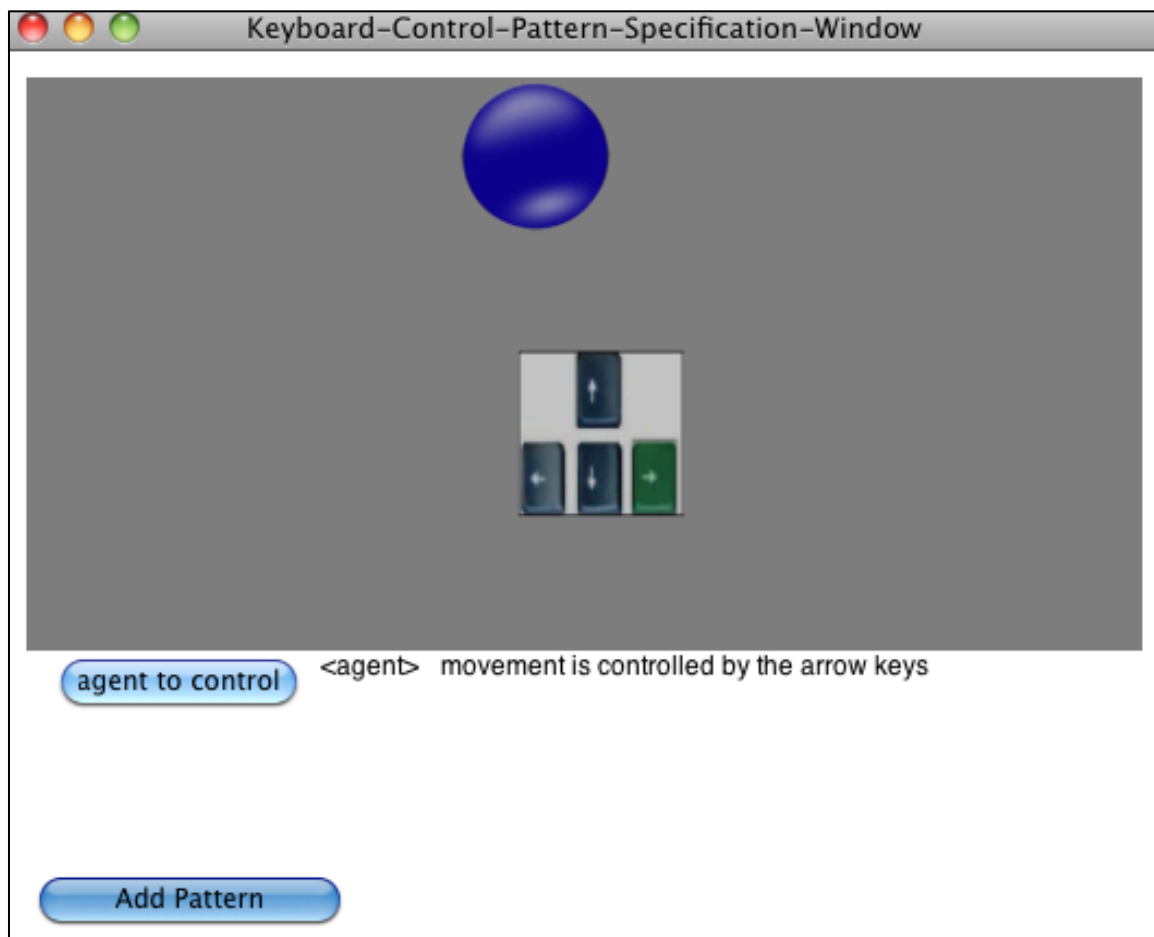 Keyboard-Control-Pattern-Specification-Window
agent to control
<agent> movement is controlled by the arrow keys
Add Pattern